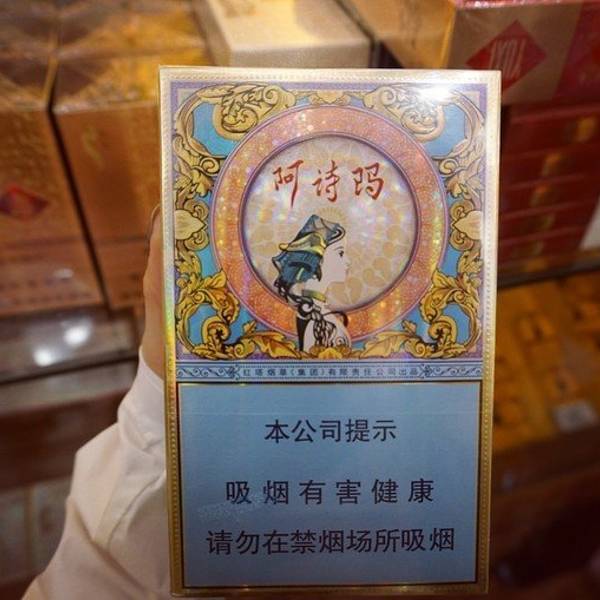 阿诗玛
红塔烟草(集团)有限责任公司出品
本公司提示
吸烟有害健康
请勿在禁烟场所吸烟